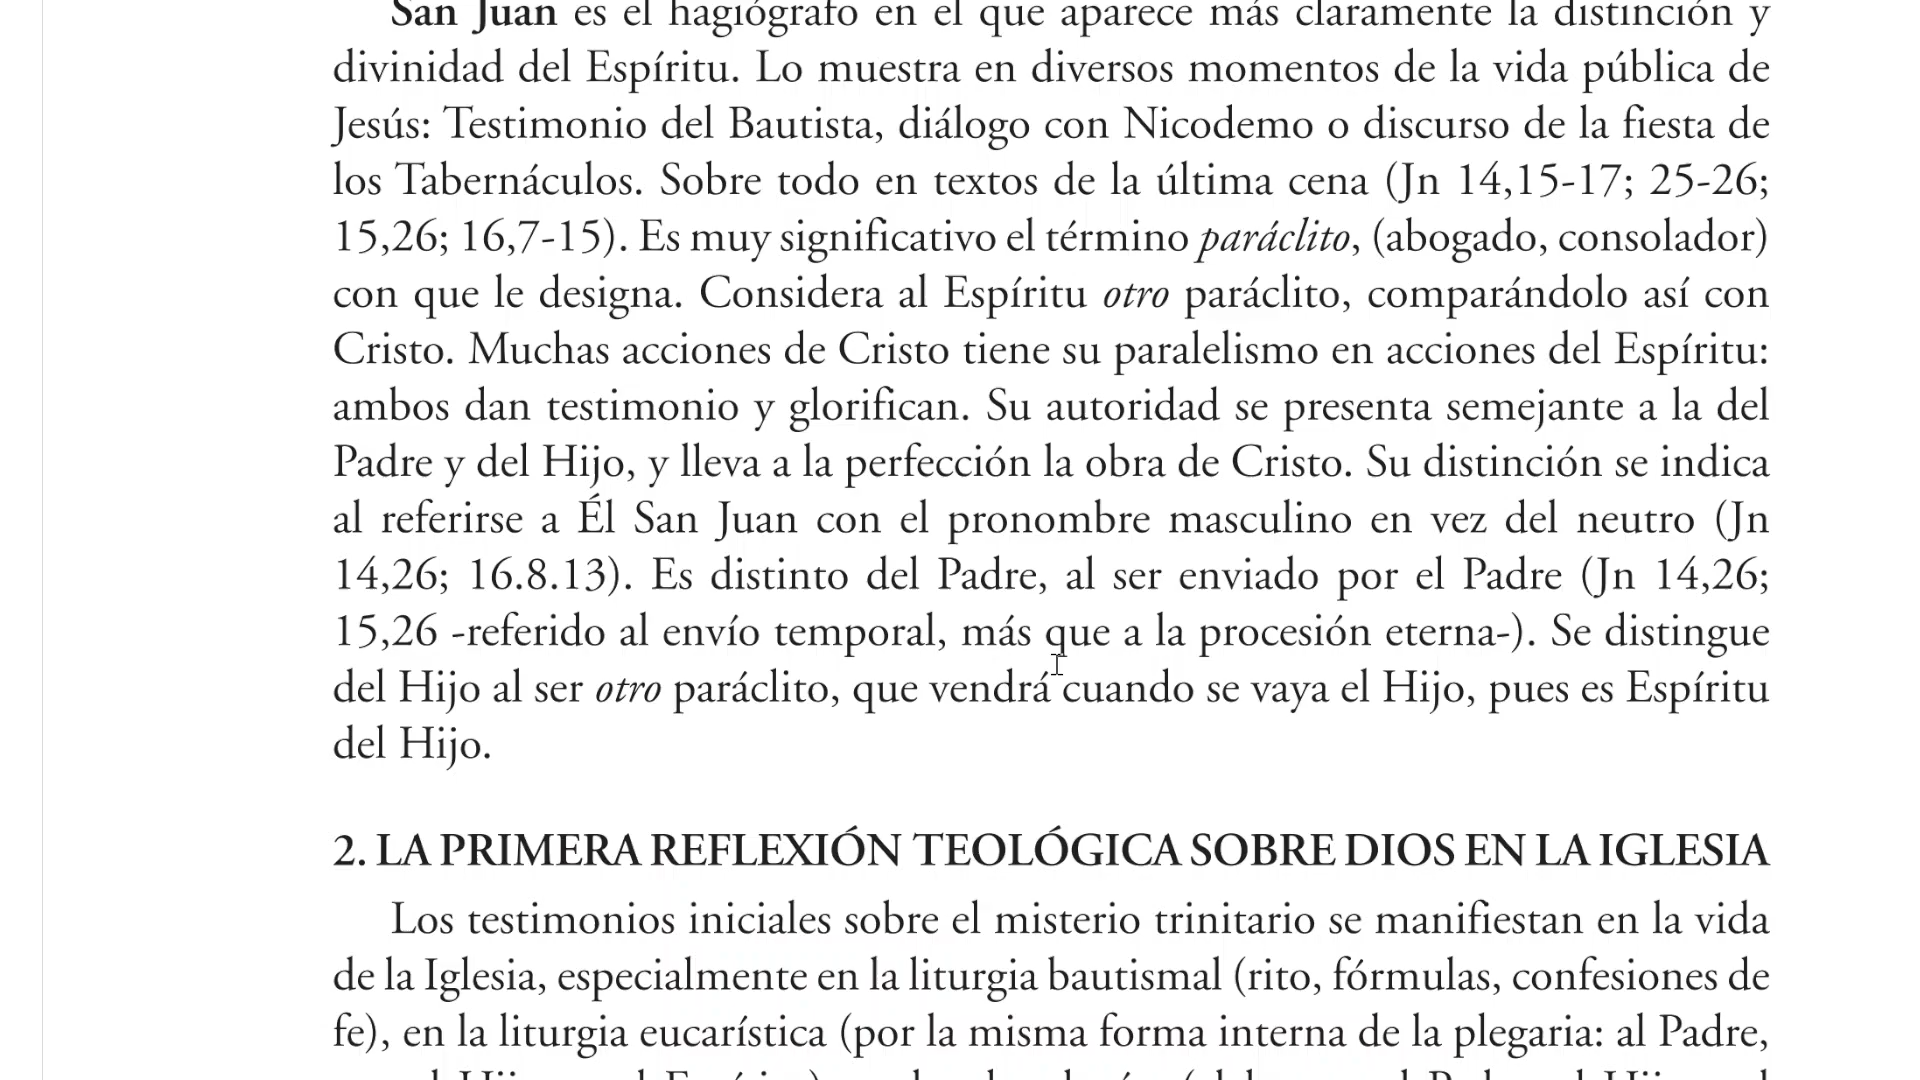 San Juan es el hagiógrafo en el que aparece más claramente la distinción y
divinidad del Espíritu. Lo muestra en diversos momentos de la vida pública de
Jesús: Testimonio del Bautista, diálogo con Nicodemo o discurso de la fiesta de
los Tabernáculos. Sobre todo en textos de la última cena (Jn 14,15-17; 25-26;
15,26; 16,7-15). Es muy significativo el término paráclito, (abogado, consolador)
con que le designa. Considera al Espíritu otro paráclito, comparándolo así con
Cristo. Muchas acciones de Cristo tiene su paralelismo en acciones del Espíritu:
ambos dan testimonio y glorifican. Su autoridad se presenta semejante a la del
Padre y del Hijo, y lleva a la perfección la obra de Cristo. Su distinción se indica
al referirse a Él San Juan con el pronombre masculino en vez del neutro (Jn
14,26; 16.8.13). Es distinto del Padre, al ser enviado por el Padre (Jn 14,26;
15,26 -referido al envío temporal, más que a la procesión eterna-). Se distingue
del Hijo al ser otro paráclito, que vendrá cuando se vaya el Hijo, pues es Espíritu
del Hijo.
2. LA PRIMERA REFLEXIÓN TEOLÓGICA SOBRE DIOS EN LA IGLESIA
Los testimonios iniciales sobre el misterio trinitario se manifiestan en la vida
de la Iglesia, especialmente en la liturgia bautismal (rito, fórmulas, confesiones de
fe), en la liturgia eucarística (por la misma forma interna de la plegaria: al Padre,